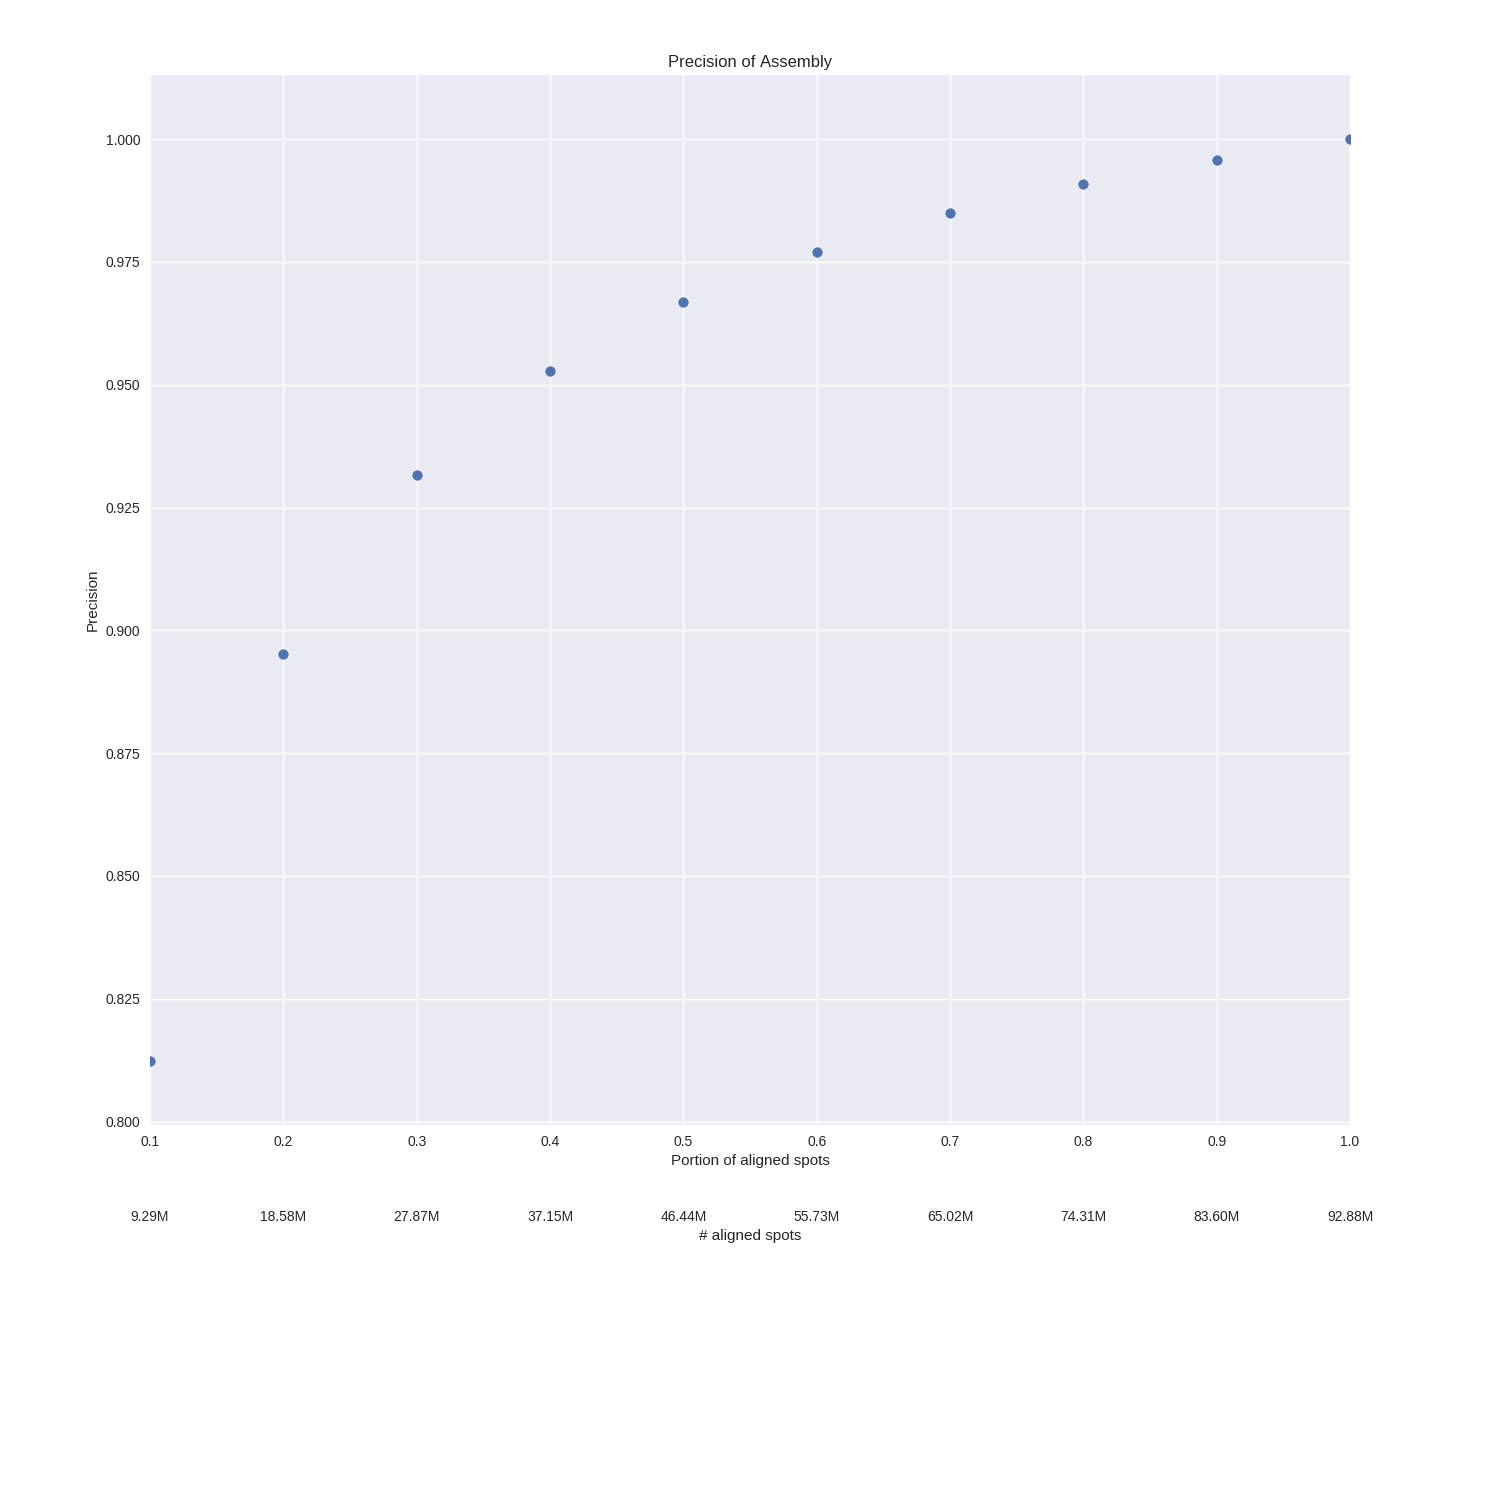 Precision of Assembly
1.000
0.975
0.950
0.925
0.900
0.875
0.850
0.825
0.800
Precision
0.1 0.2 0.3 0.4 0.5 0.6 0.7 0.8 0.9 1.0
Portion of aligned spots
9.29M 18.58M 27.87M 37.15M 46.44M 55.73M 65.02M 74.31M 83.60M 92.88M
# aligned spots